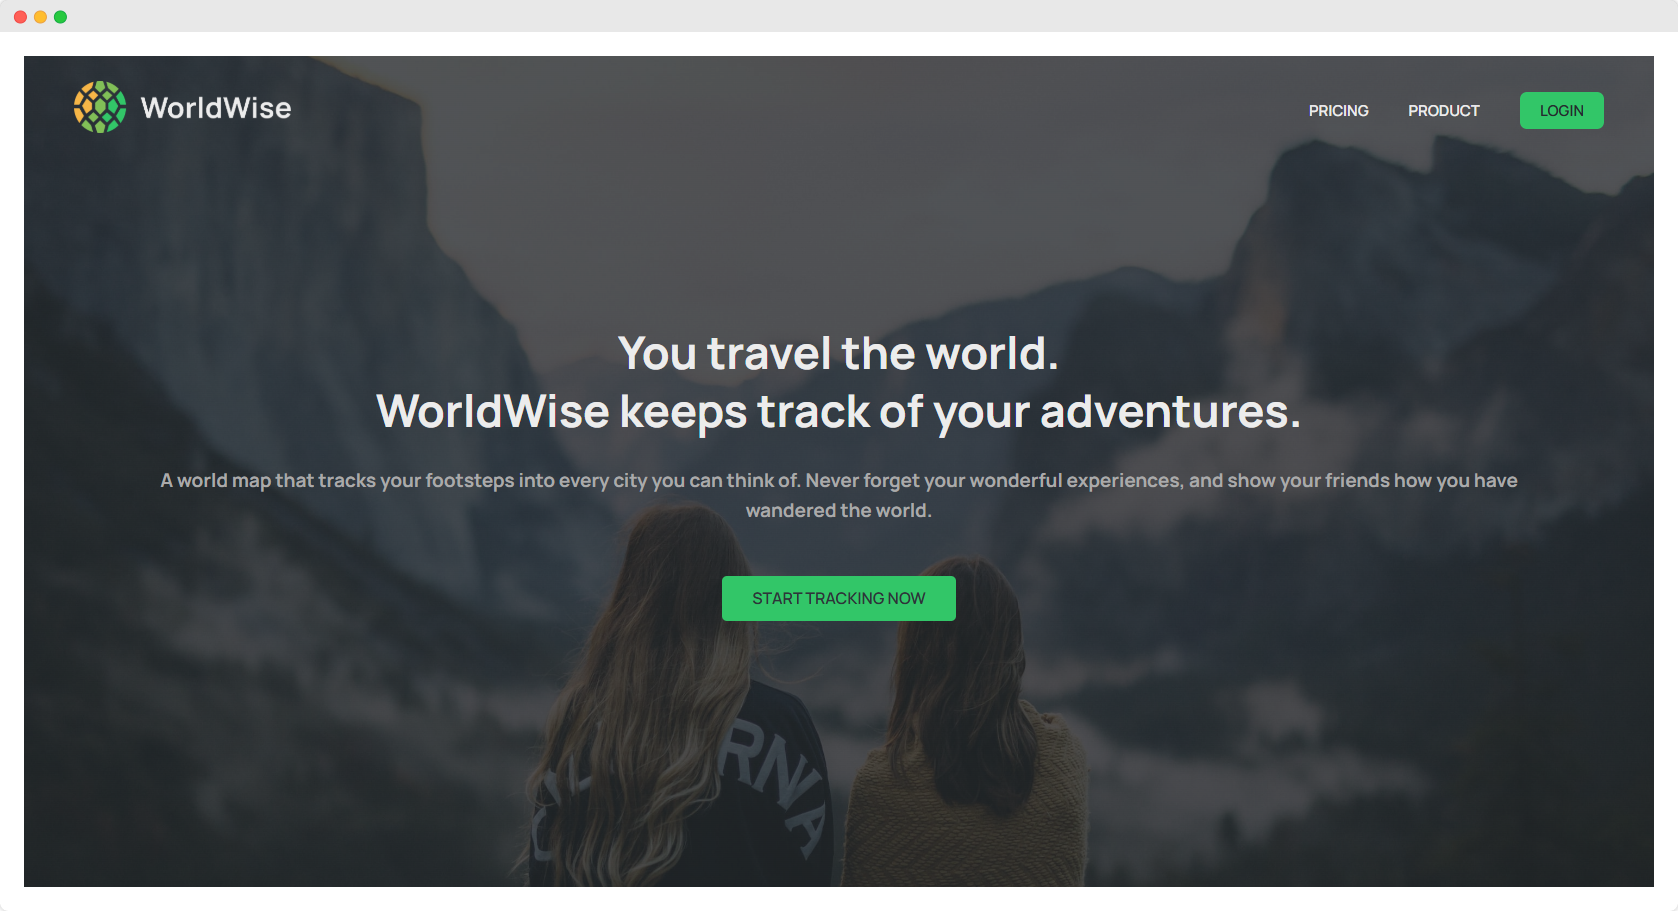 WorldWise
PRICING
PRODUCT
LOGIN
You travel the world.
WorldWise keeps track of your adventures.
A world map that tracks your footsteps into every city you can think of. Never forget your wonderful experiences, and show your friends how you have
wandered the world.
START TRACKING NOW